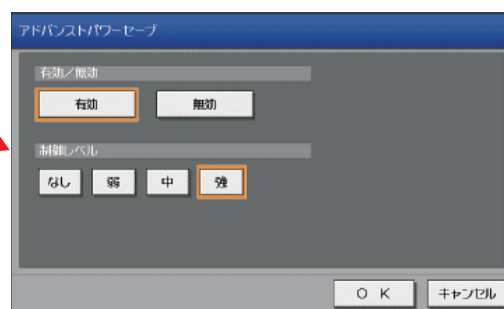 アドバンストパワーセーブ
有効／無効
有効 無効
制御レベル
なし 弱 中 強
OK キャンセル